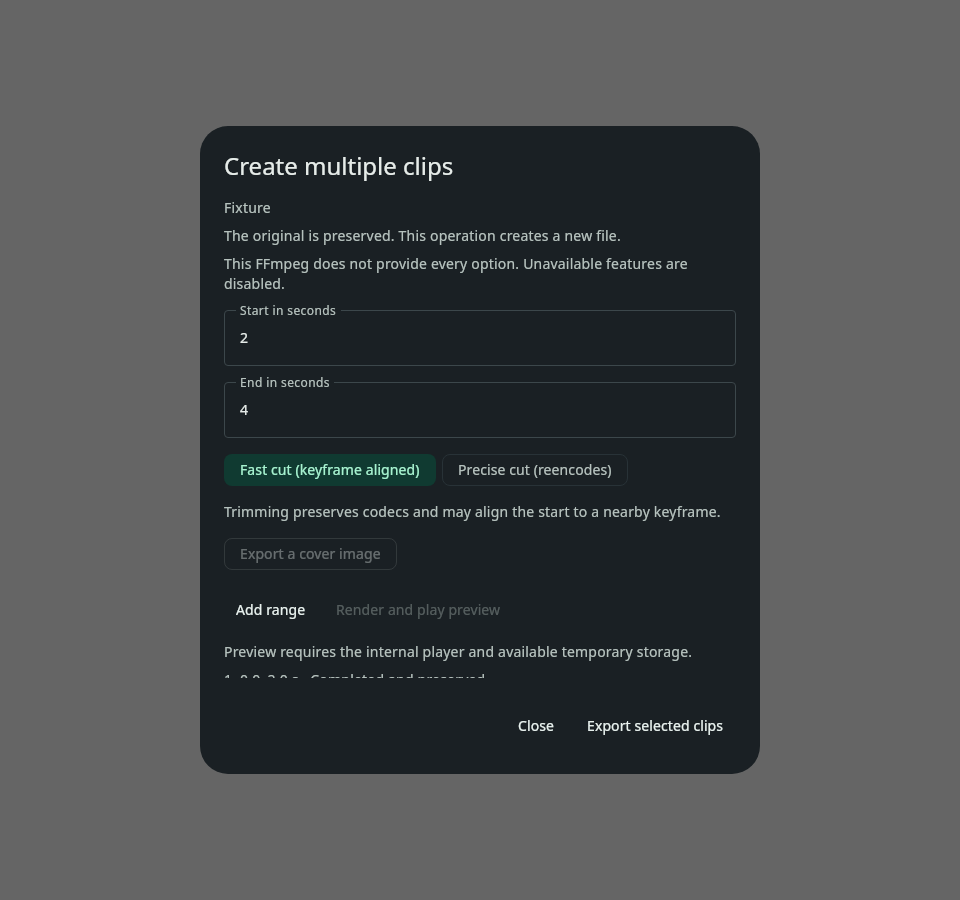 Create multiple clips
Fixture
The original is preserved. This operation creates a new file.
This FFmpeg does not provide every option. Unavailable features are
disabled.
Start in seconds
2
End in seconds
4
Fast cut (keyframe aligned)
Precise cut (reencodes)
Trimming preserves codecs and may align the start to a nearby keyframe.
Export a cover image
Add range
Render and play preview
Preview requires the internal player and available temporary storage.
Completed and preserved
Close
Export selected clips